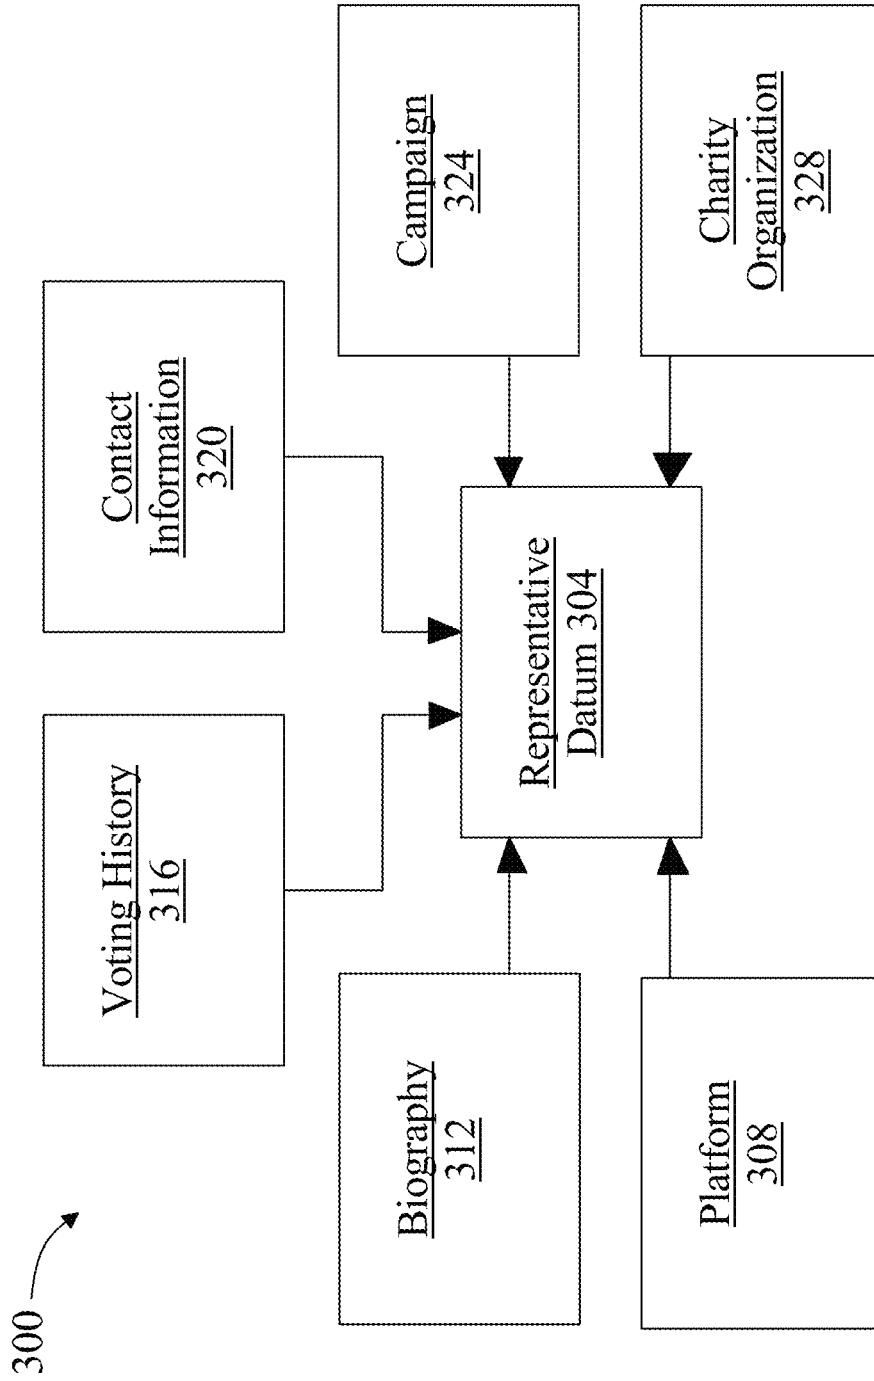 300
Voting History
316
Contact
Information
320
Biography
312
Campaign
324
Representative
Datum 304
Platform
308
Charity
Organization
328